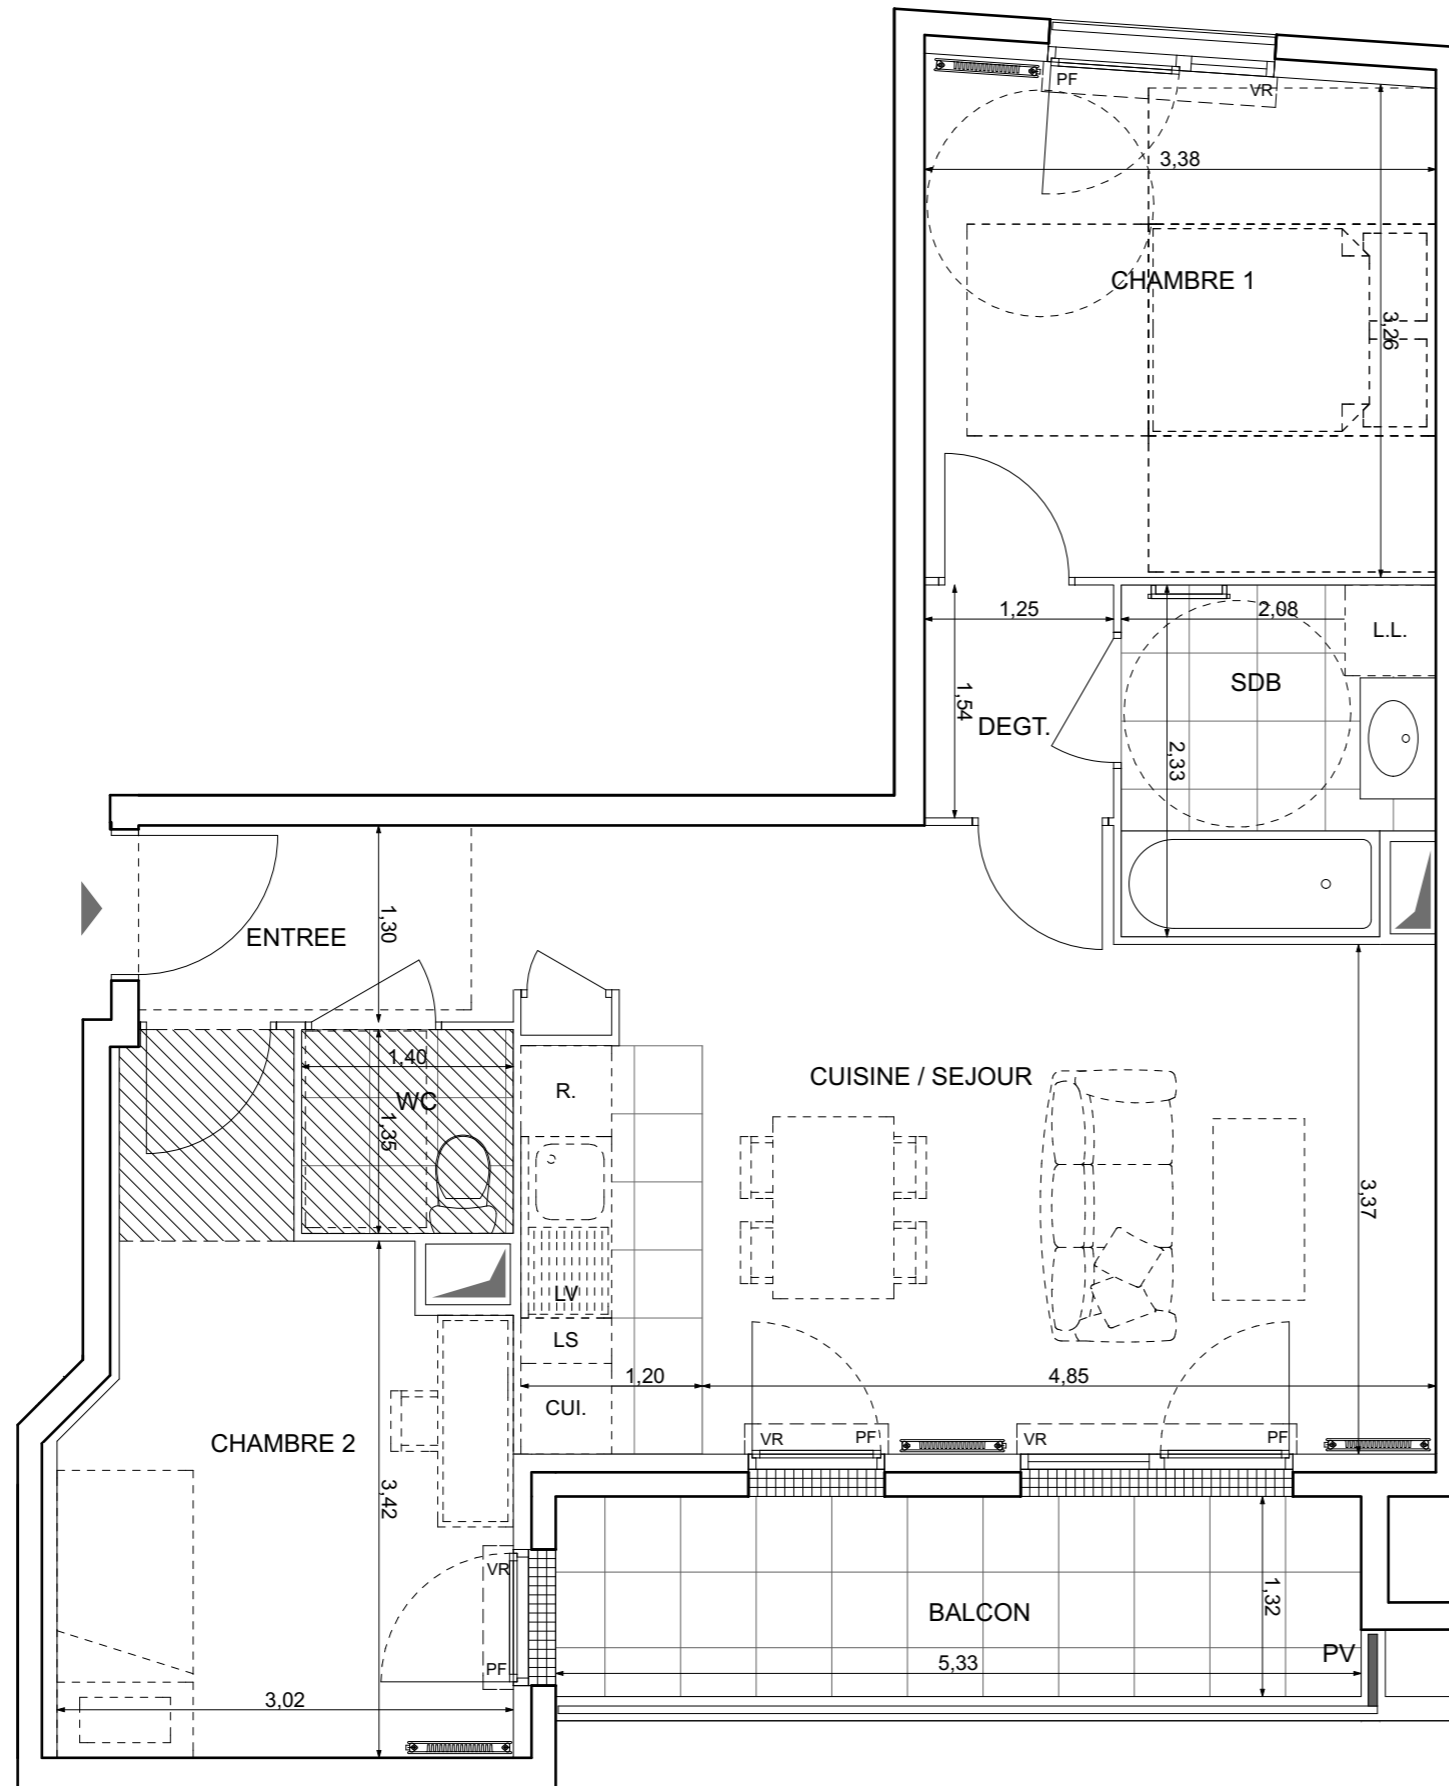 PF
VR
3,38
CHAMBRE 1
3,26
1,25
2,08
L.L.
SDB
1,54
DEGT.
2,33
1,30
ENTREE
1,40
WC
1,35
R.
CUISINE / SEJOUR
3,37
LV
LS
1,20
4,85
CUI.
CHAMBRE 2
VR
PF
VR
PF
3,42
VR
1,32
BALCON
PV
PF
5,33
3,02